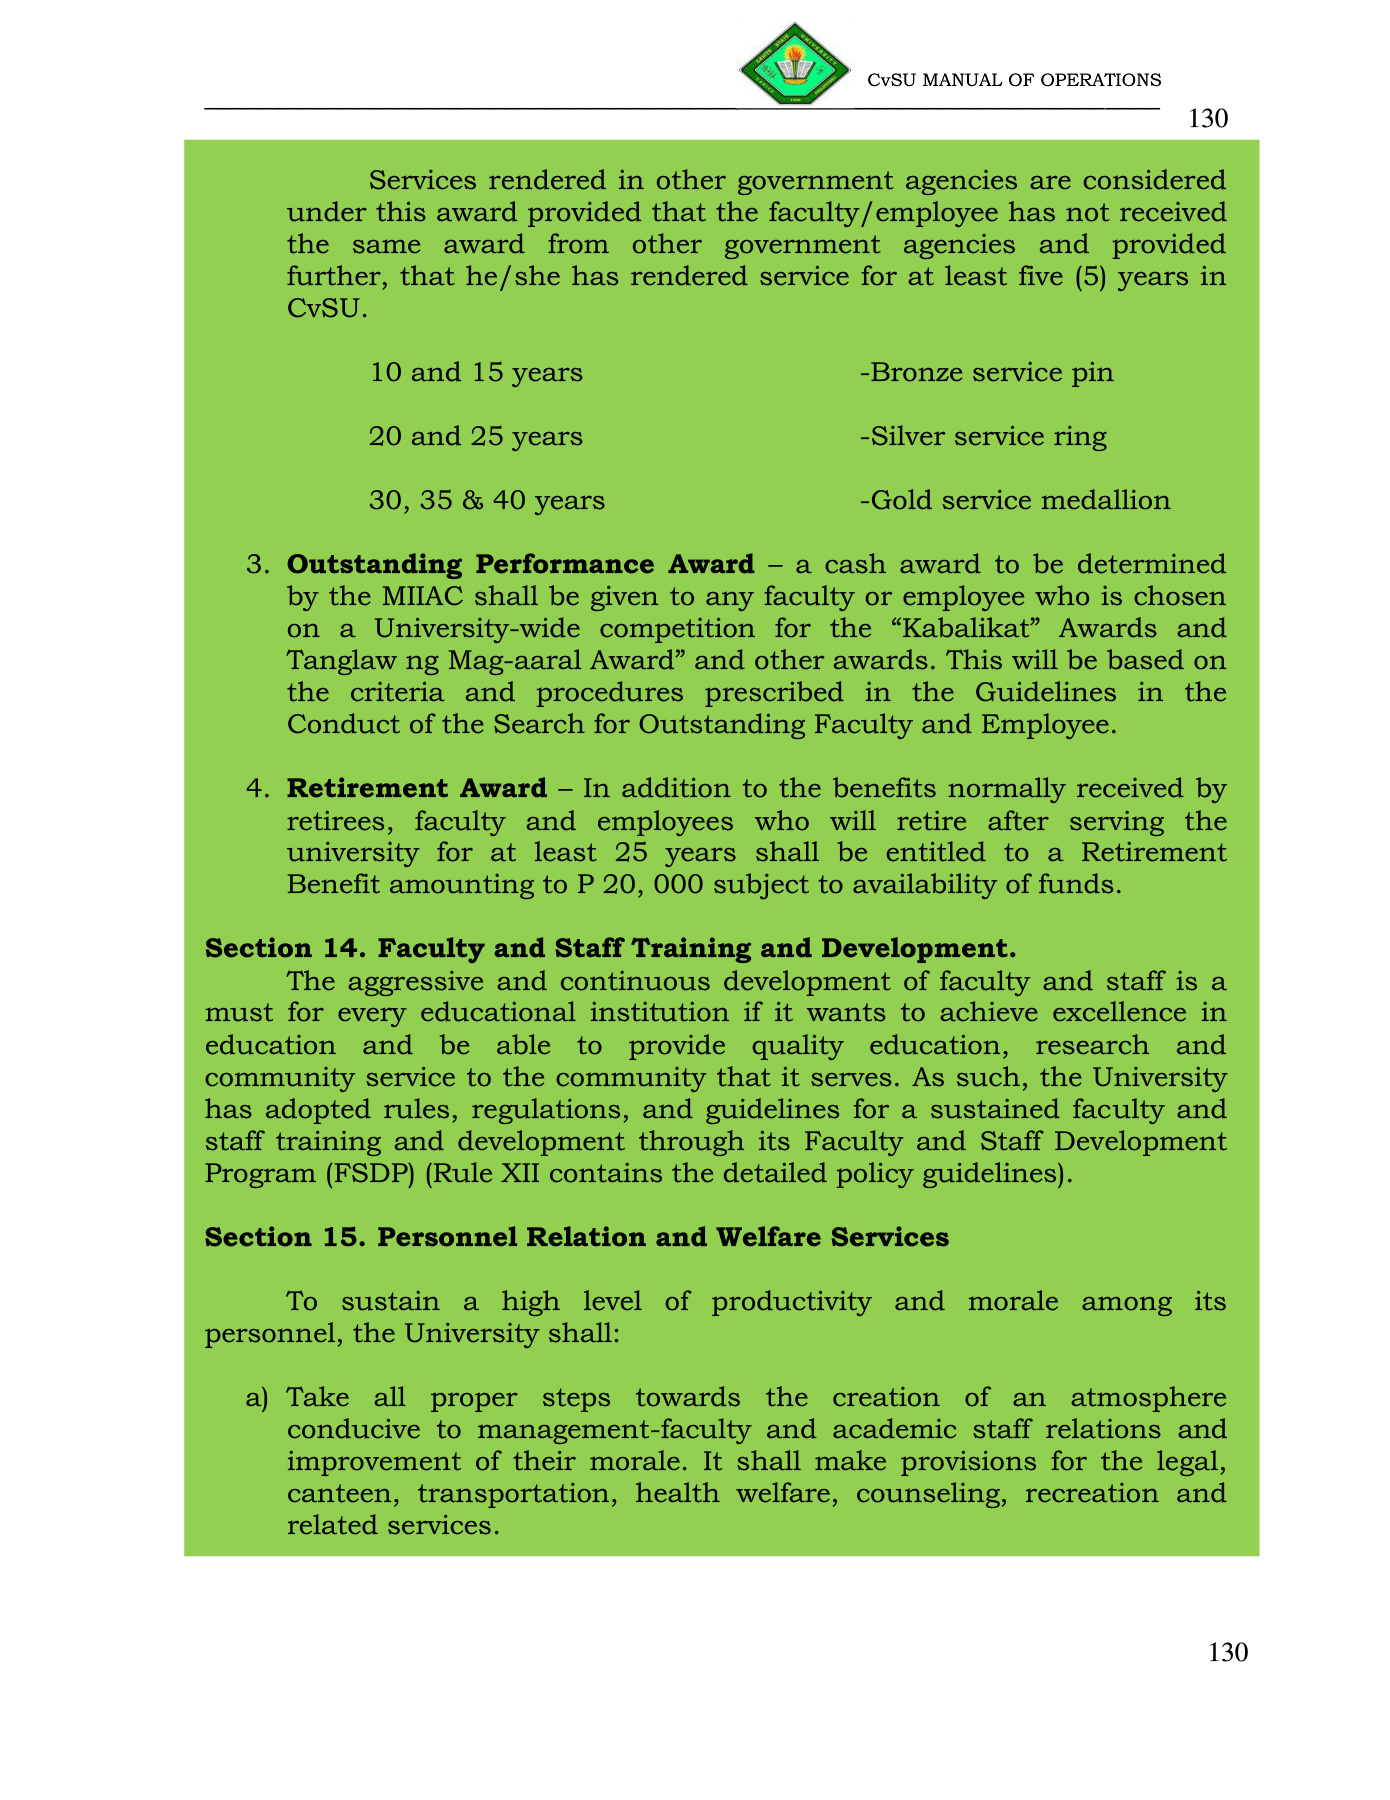 CvSU MANUAL OF OPERATIONS
130
Services rendered in other government agencies are considered
under this award provided that the faculty/employee has not received
the same award from other government agencies and provided
further, that he/she has rendered service for at least five (5) years in
CvSU.
10 and 15 years -Bronze service pin
20 and 25 years -Silver service ring
30, 35 & 40 years -Gold service medallion
3. Outstanding Performance Award – a cash award to be determined
by the MIIAC shall be given to any faculty or employee who is chosen
on a University-wide competition for the “Kabalikat” Awards and
Tanglaw ng Mag-aaral Award” and other awards. This will be based on
the criteria and procedures prescribed in the Guidelines in the
Conduct of the Search for Outstanding Faculty and Employee.
4. Retirement Award – In addition to the benefits normally received by
retirees, faculty and employees who will retire after serving the
university for at least 25 years shall be entitled to a Retirement
Benefit amounting to P 20, 000 subject to availability of funds.
Section 14. Faculty and Staff Training and Development.
The aggressive and continuous development of faculty and staff is a
must for every educational institution if it wants to achieve excellence in
education and be able to provide quality education, research and
community service to the community that it serves. As such, the University
has adopted rules, regulations, and guidelines for a sustained faculty and
staff training and development through its Faculty and Staff Development
Program (FSDP) (Rule XII contains the detailed policy guidelines).
Section 15. Personnel Relation and Welfare Services
To sustain a high level of productivity and morale among its
personnel, the University shall:
a) Take all proper steps towards the creation of an atmosphere
conducive to management-faculty and academic staff relations and
improvement of their morale. It shall make provisions for the legal,
canteen, transportation, health welfare, counseling, recreation and
related services.
130